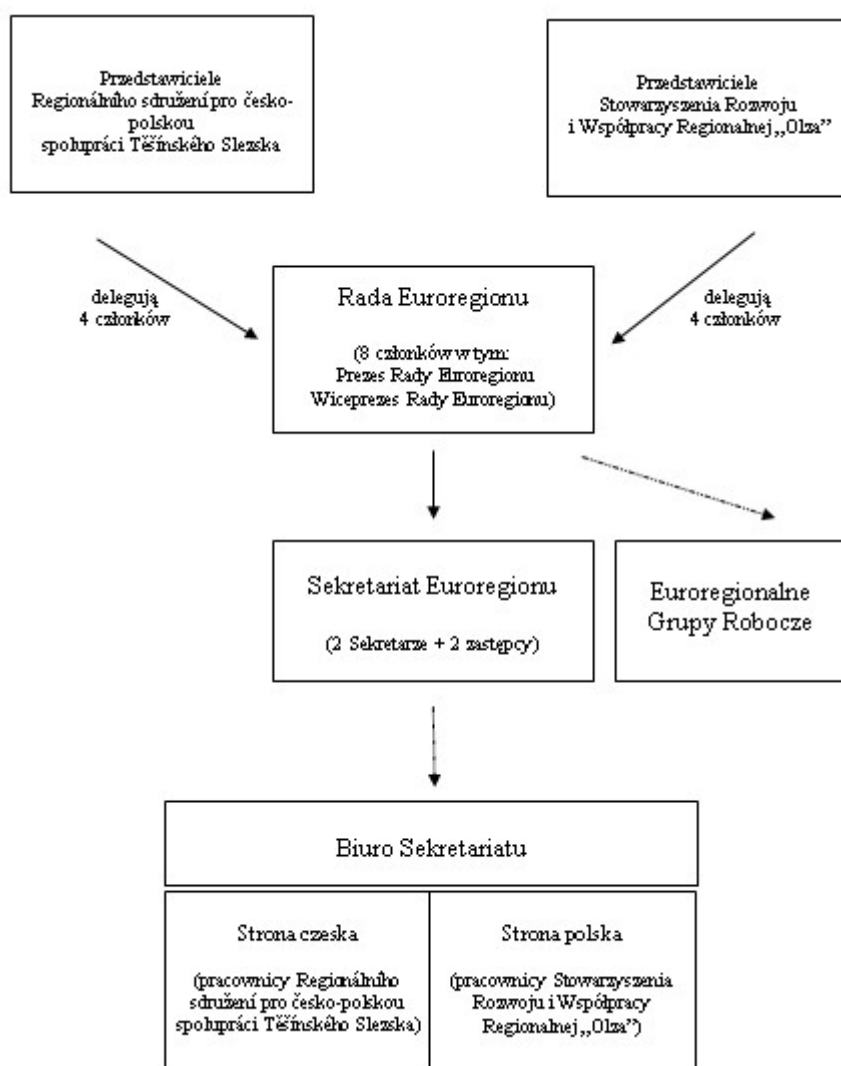 Przedstawiciele
Regionálního sdružení pro česko-
polskou
spolupráci Těšínského Slezska
Przedstawiciele
Stowarzyszenia Rozwoju
i Współpracy Regionalnej „Olza”
delegują
4 członków
Rada Euroregionu
(8 członków w tym:
Prezes Rady Euroregionu
Wiceprezes Rady Euroregionu)
delegują
4 członków
Sekretariat Euroregionu
(2 Sekretarze + 2 zastępcy)
Euroregionalne
Grupy Robocze
Biuro Sekretariatu
Strona czeska
(pracownicy Regionálního
sdružení pro česko-polskou
spolupráci Těšínského Slezska)
Strona polska
(pracownicy Stowarzyszenia
Rozwoju i Współpracy
Regionalnej „Olza”)